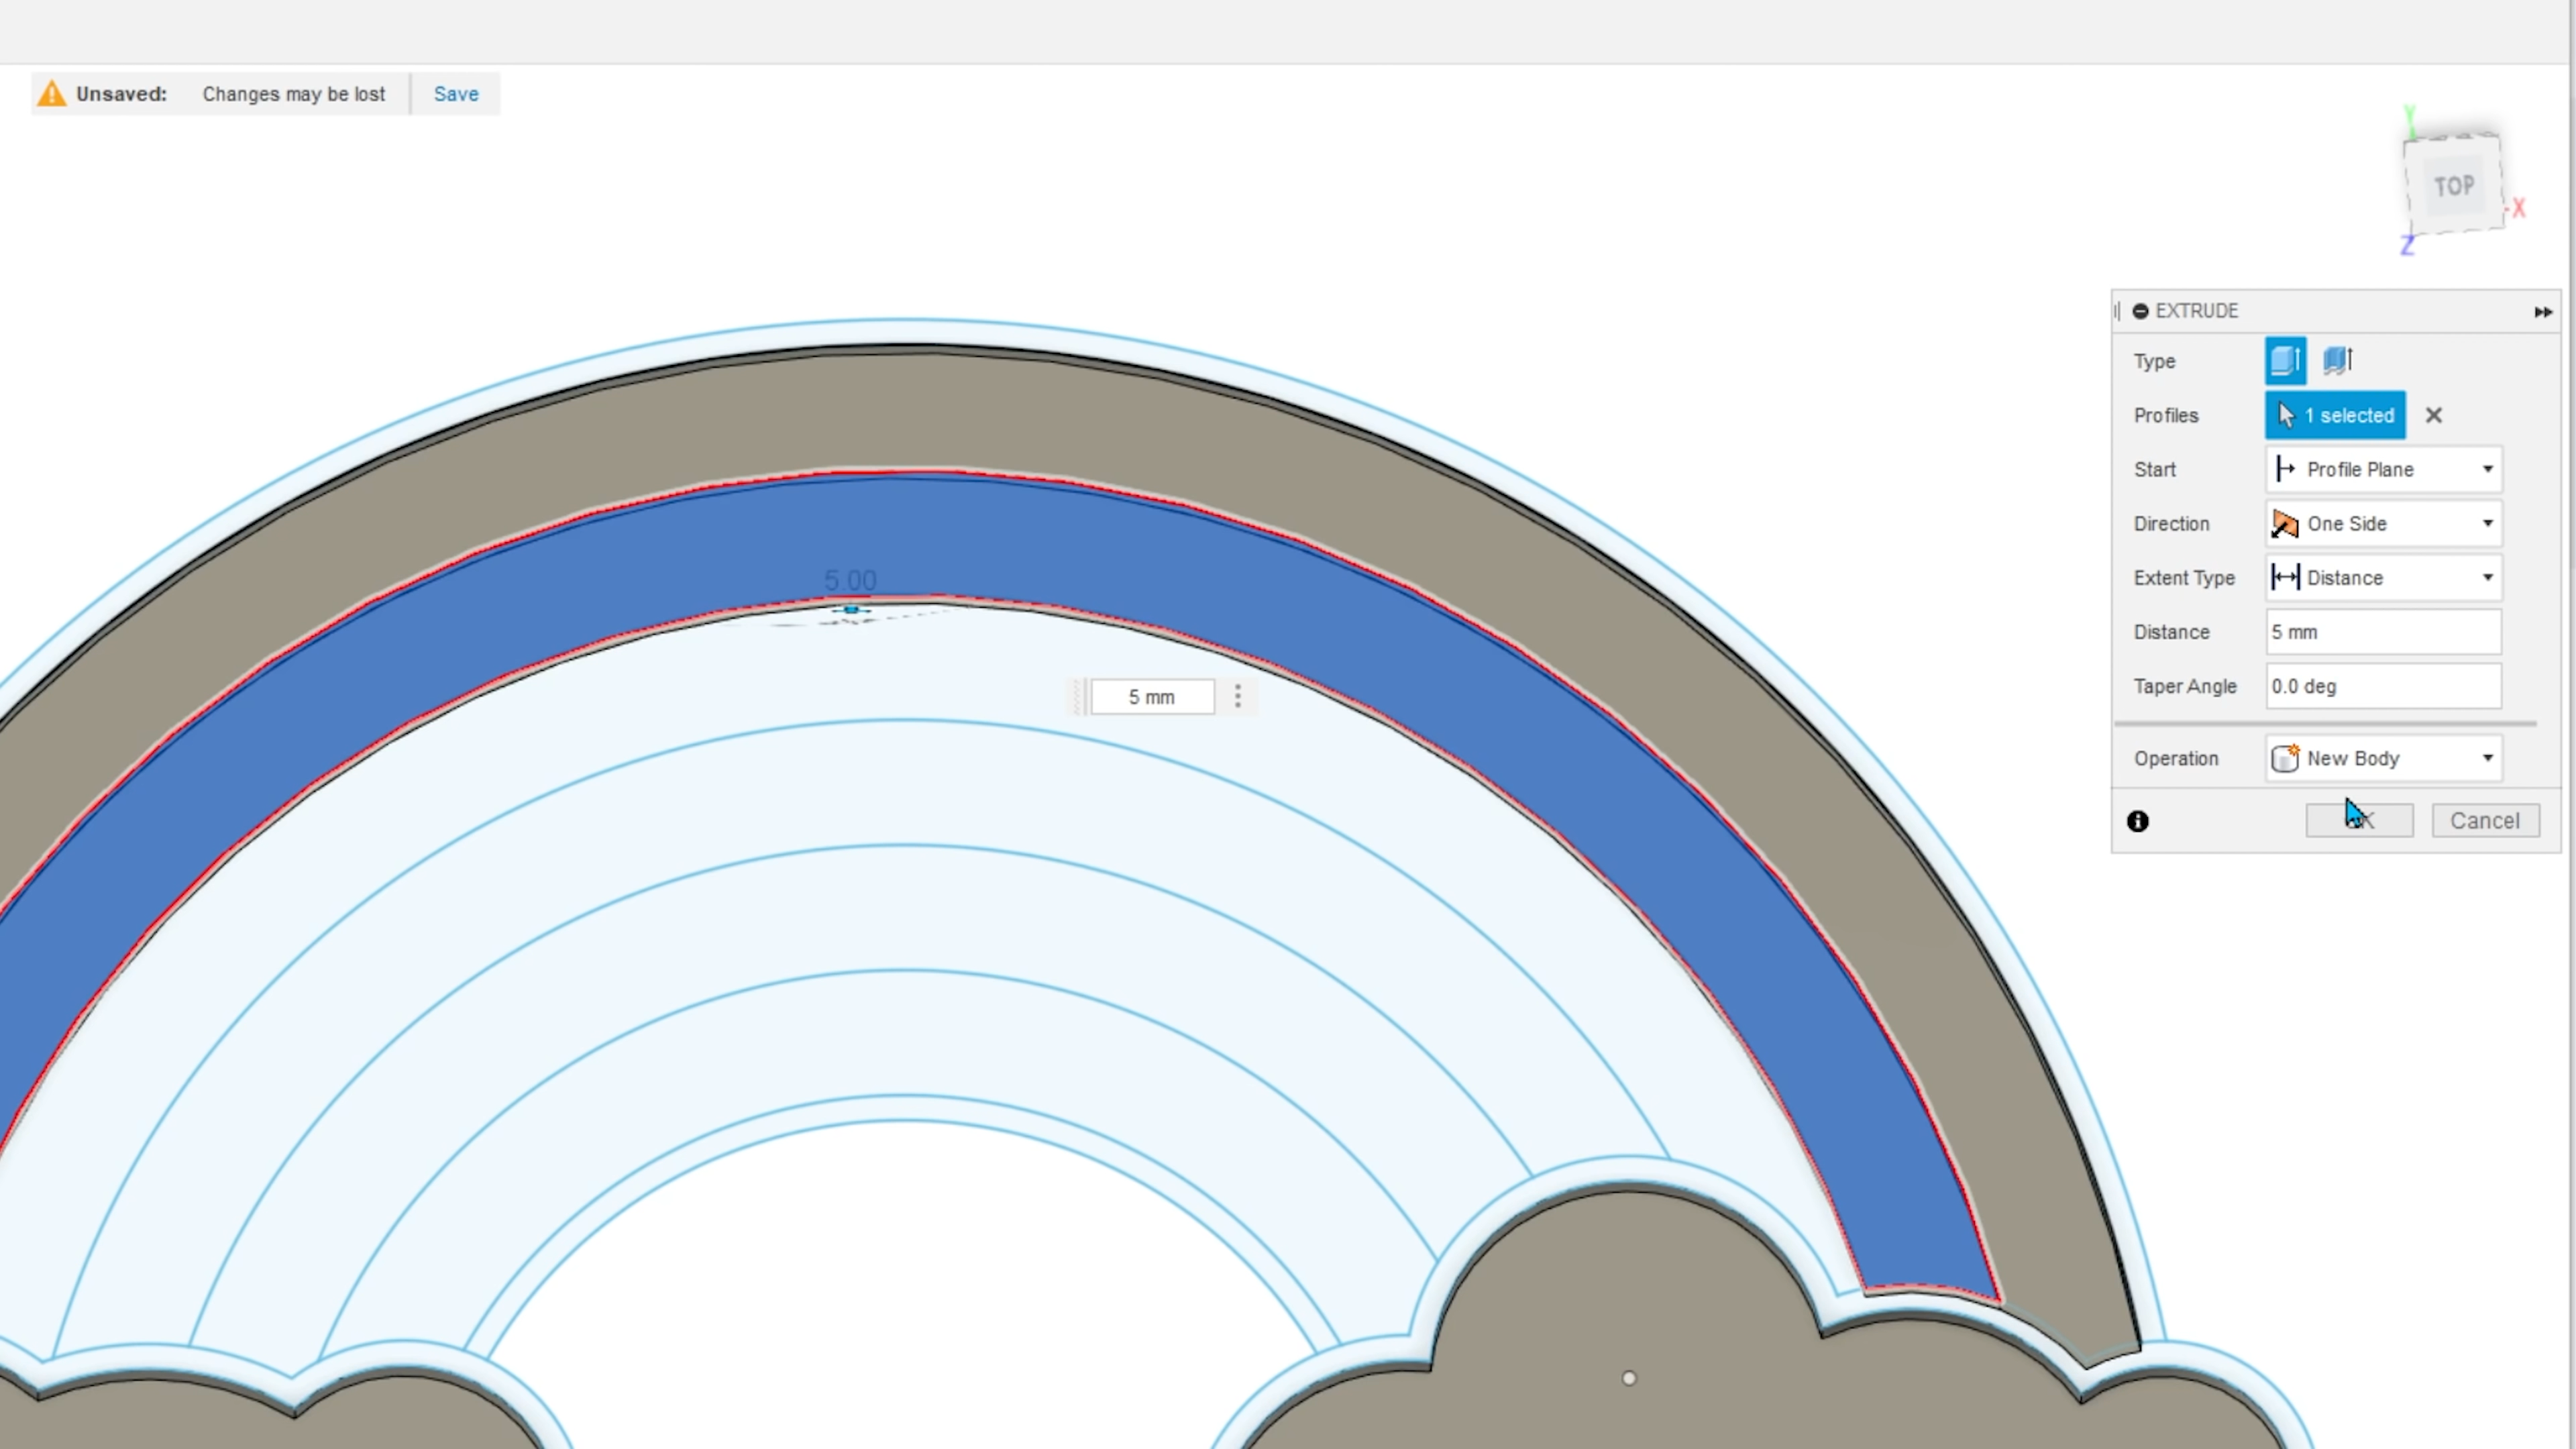 Unsaved: Changes may be lost Save
Y
TOP
-X
Z
EXTRUDE
Type
Profiles 1 selected
Start Profile Plane
Direction One Side
Extent Type Distance
Distance 5 mm
Taper Angle 0.0 deg
Operation New Body
Cancel
5.00
5 mm